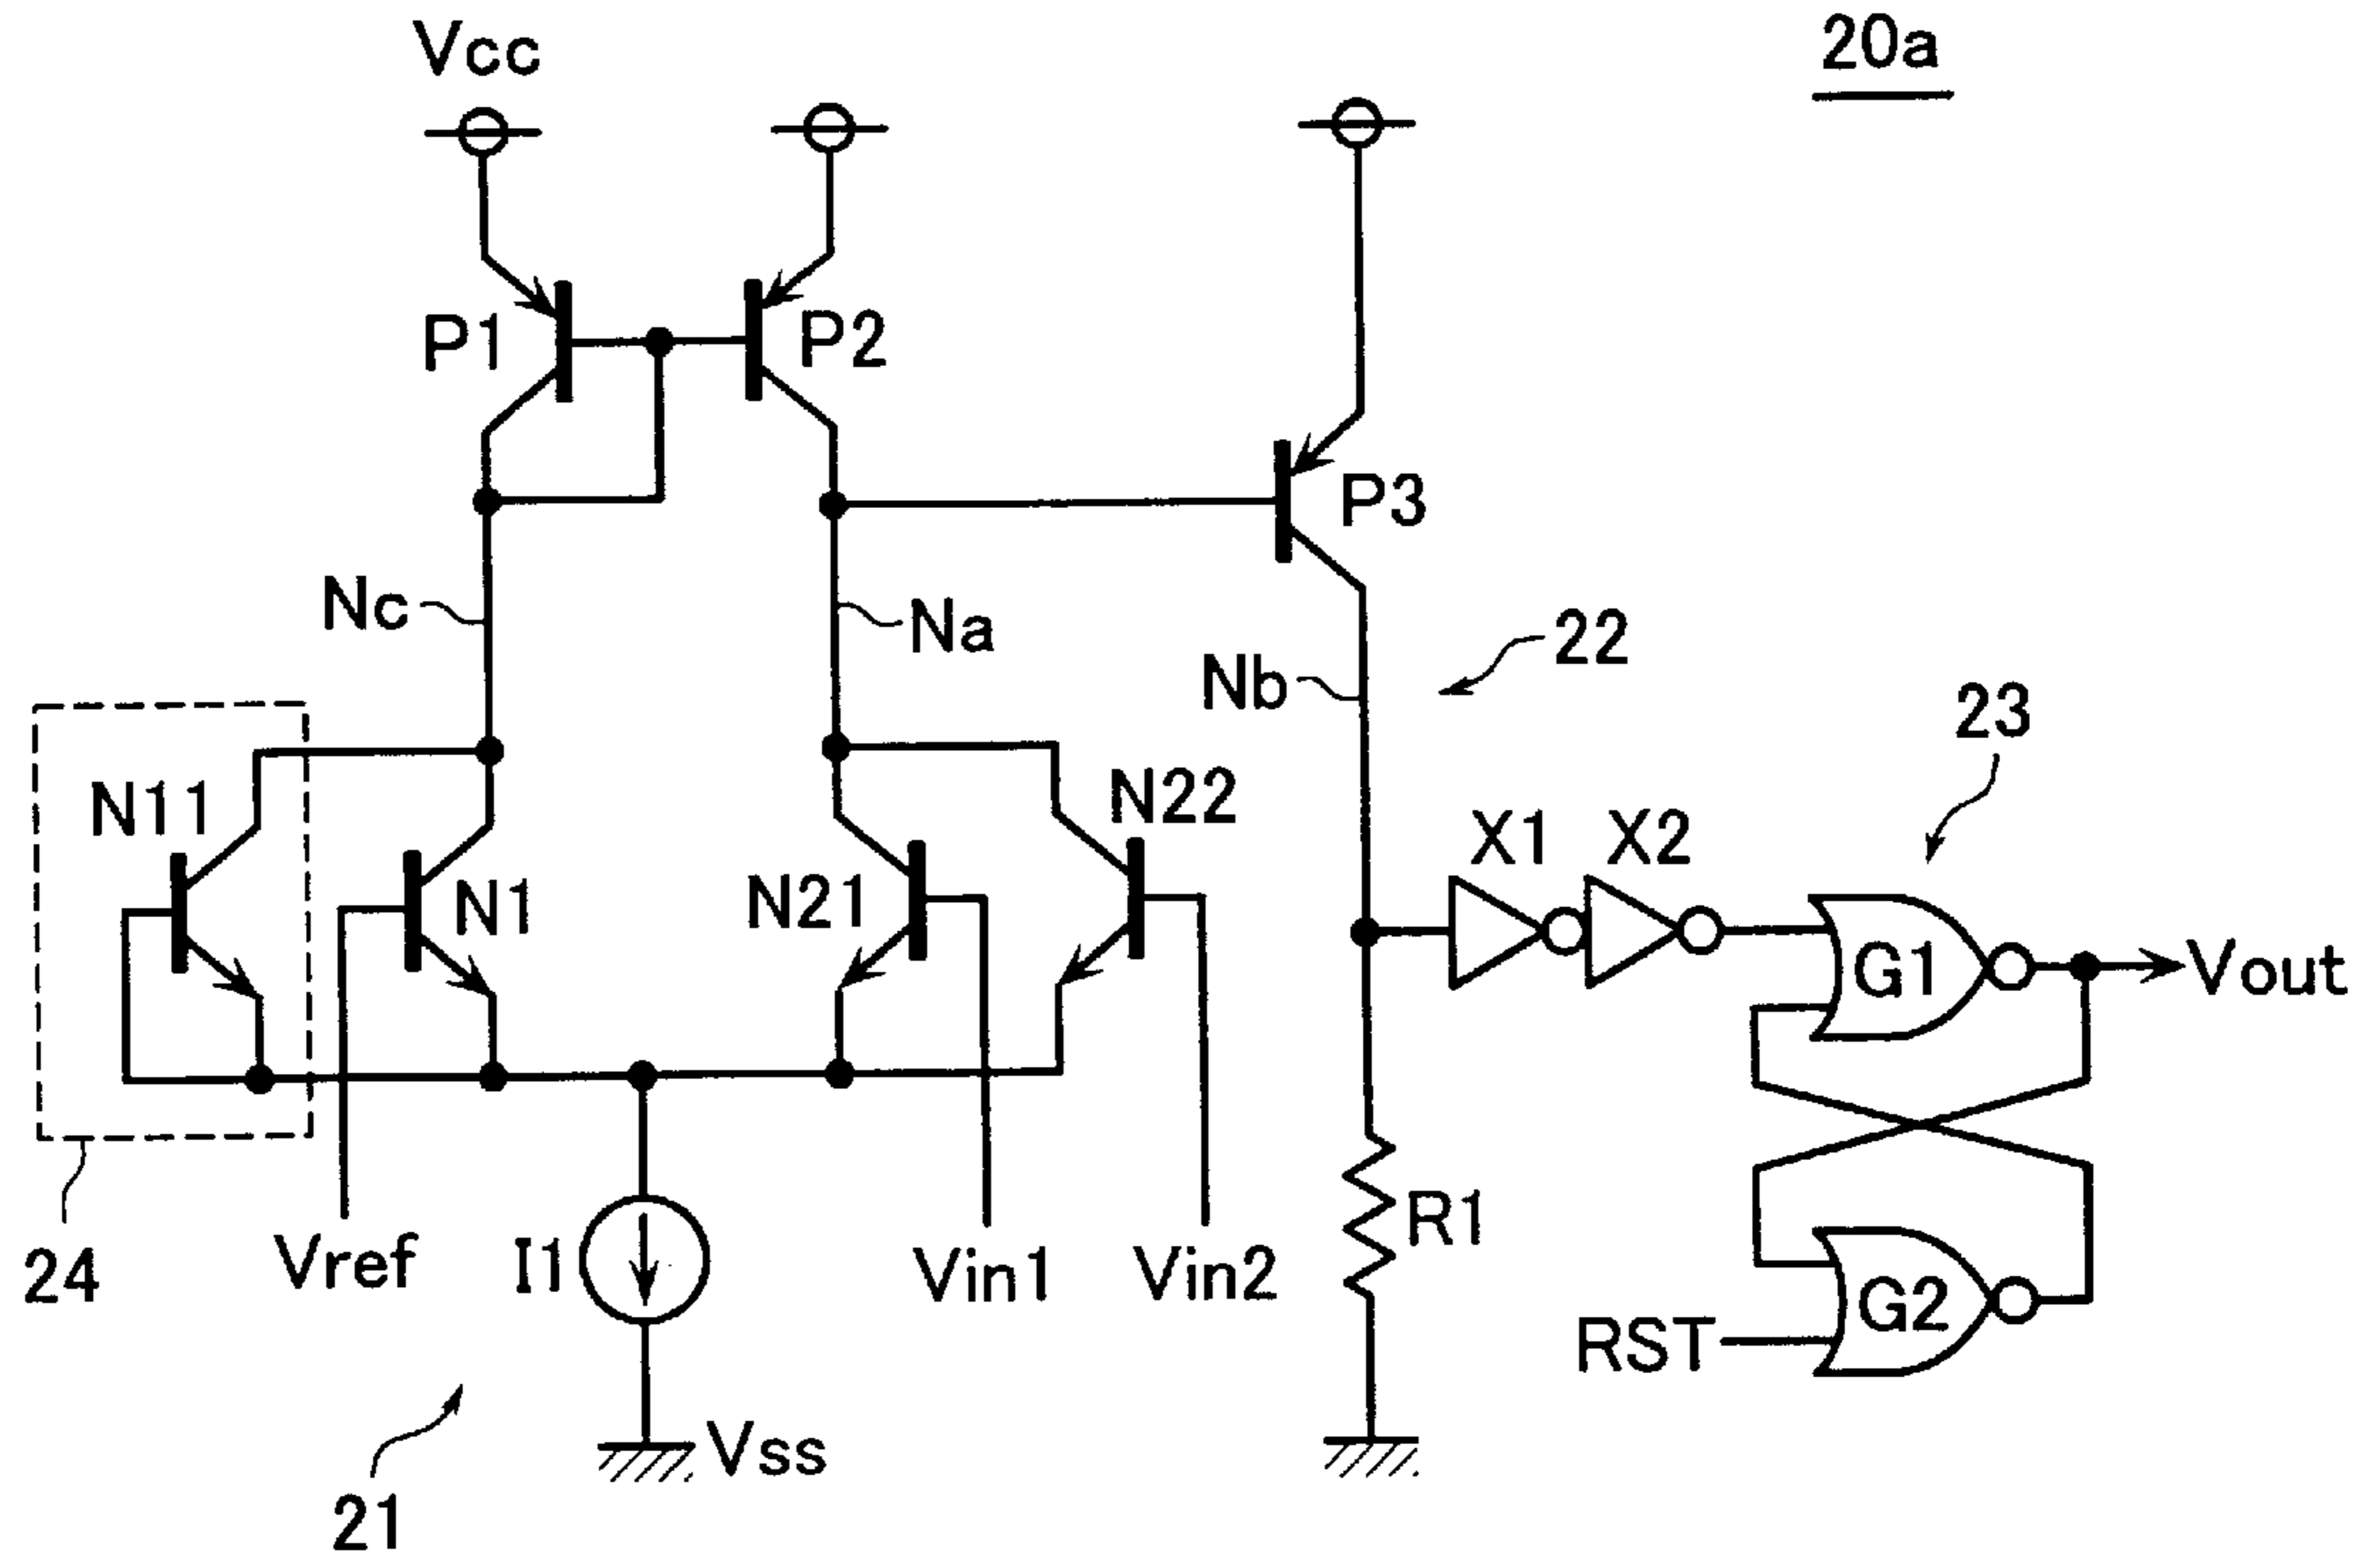 Vcc
20a
P1
P2
P3
Nc
Na
Nb
22
23
N11
N1
N21
N22
X1
X2
G1
Vout
24
Vref
I1
Vin1
Vin2
R1
G2
RST
Vss
21